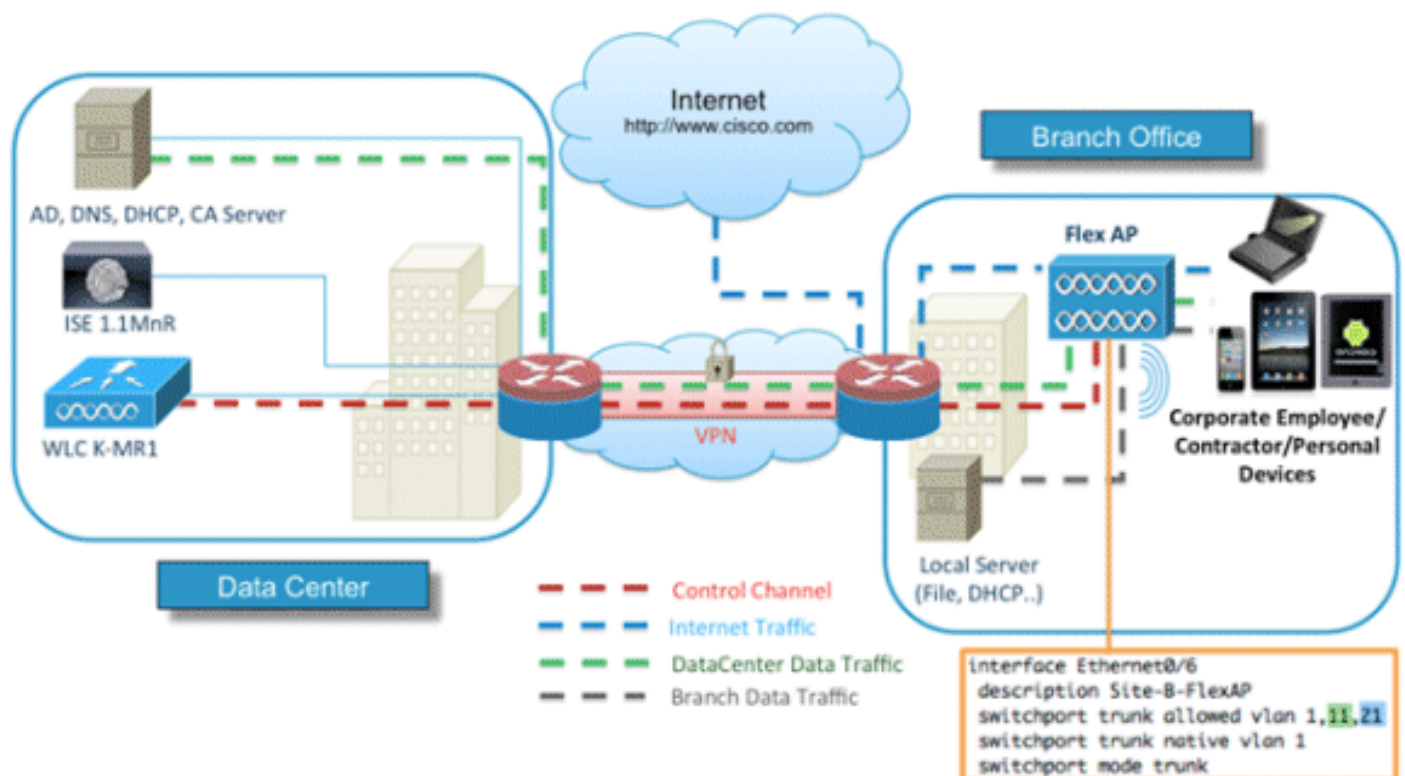 Internet
http://www.cisco.com
Branch Office
AD, DNS, DHCP, CA Server
Flex AP
ISE 1.1MnR
WLC K-MR1
VPN
Corporate Employee/
Contractor/Personal
Devices
Local Server
(File, DHCP..)
Data Center
Control Channel
Internet Traffic
DataCenter Data Traffic
Branch Data Traffic
interface Ethernet0/6
description Site-B-FlexAP
switchport trunk allowed vlan 1,11,21
switchport trunk native vlan 1
switchport mode trunk